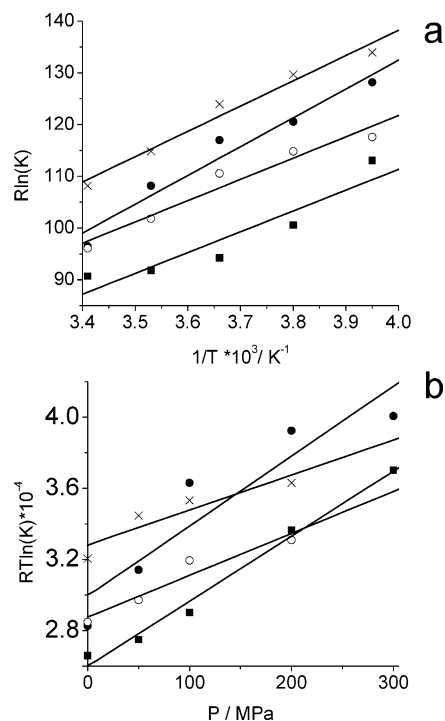 a
140
130
120
110
100
90
Rln(K)
3.4 3.5 3.6 3.7 3.8 3.9 4.0
1/T *10³/ K⁻¹
b
4.0
3.6
3.2
2.8
RTln(K)*10⁻⁴
0 100 200 300
P / MPa